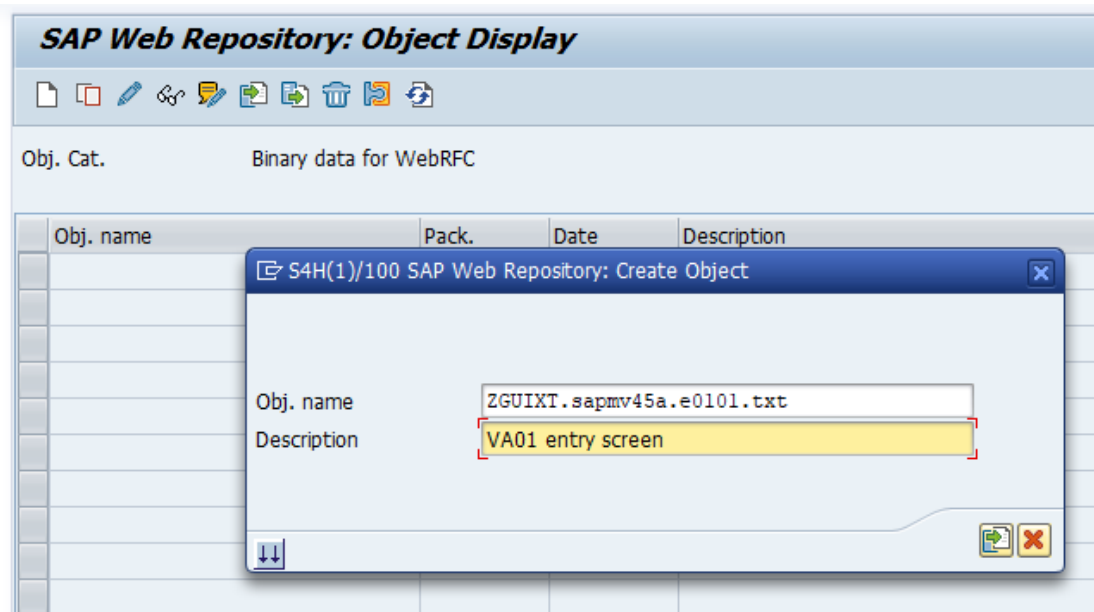 SAP Web Repository: Object Display
Obj. Cat. Binary data for WebRFC
Obj. name Pack. Date Description
S4H(1)/100 SAP Web Repository: Create Object
Obj. name ZGUIXT.sapmv45a.e0101.txt
Description VA01 entry screen